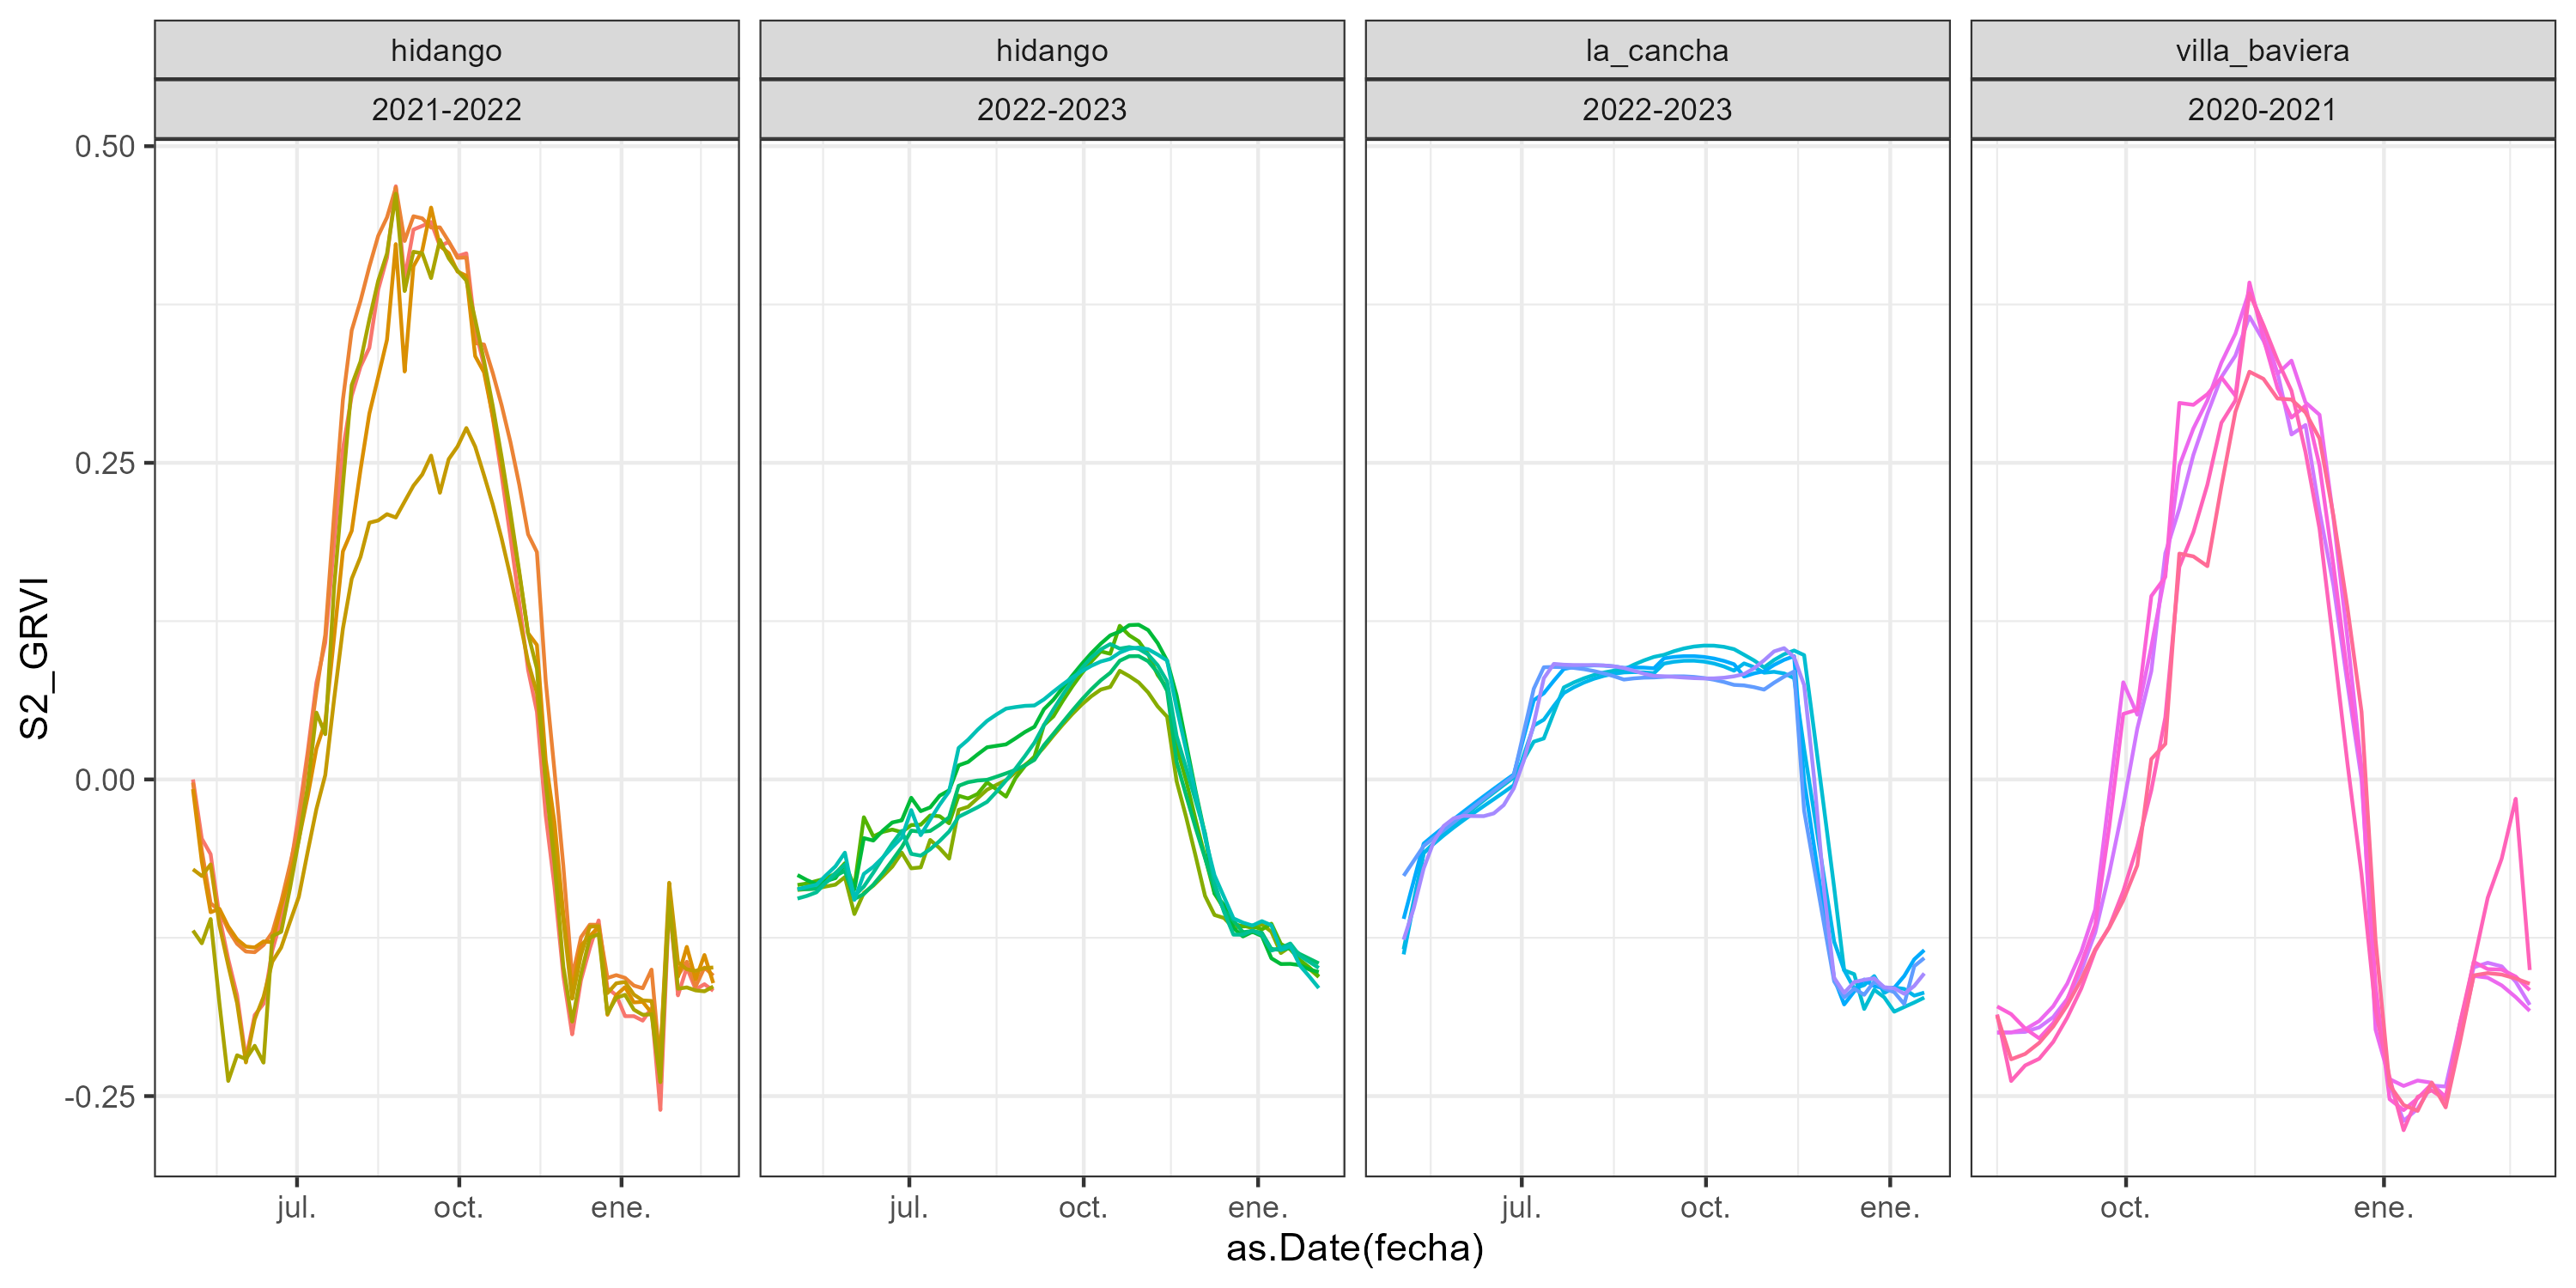 hidango hidango la_cancha villa_baviera
2021-2022 2022-2023 2022-2023 2020-2021
0.50
0.25
0.00
-0.25
S2_GRVI
jul. oct. ene. jul. oct. ene. jul. oct. ene. oct. ene.
as.Date(fecha)